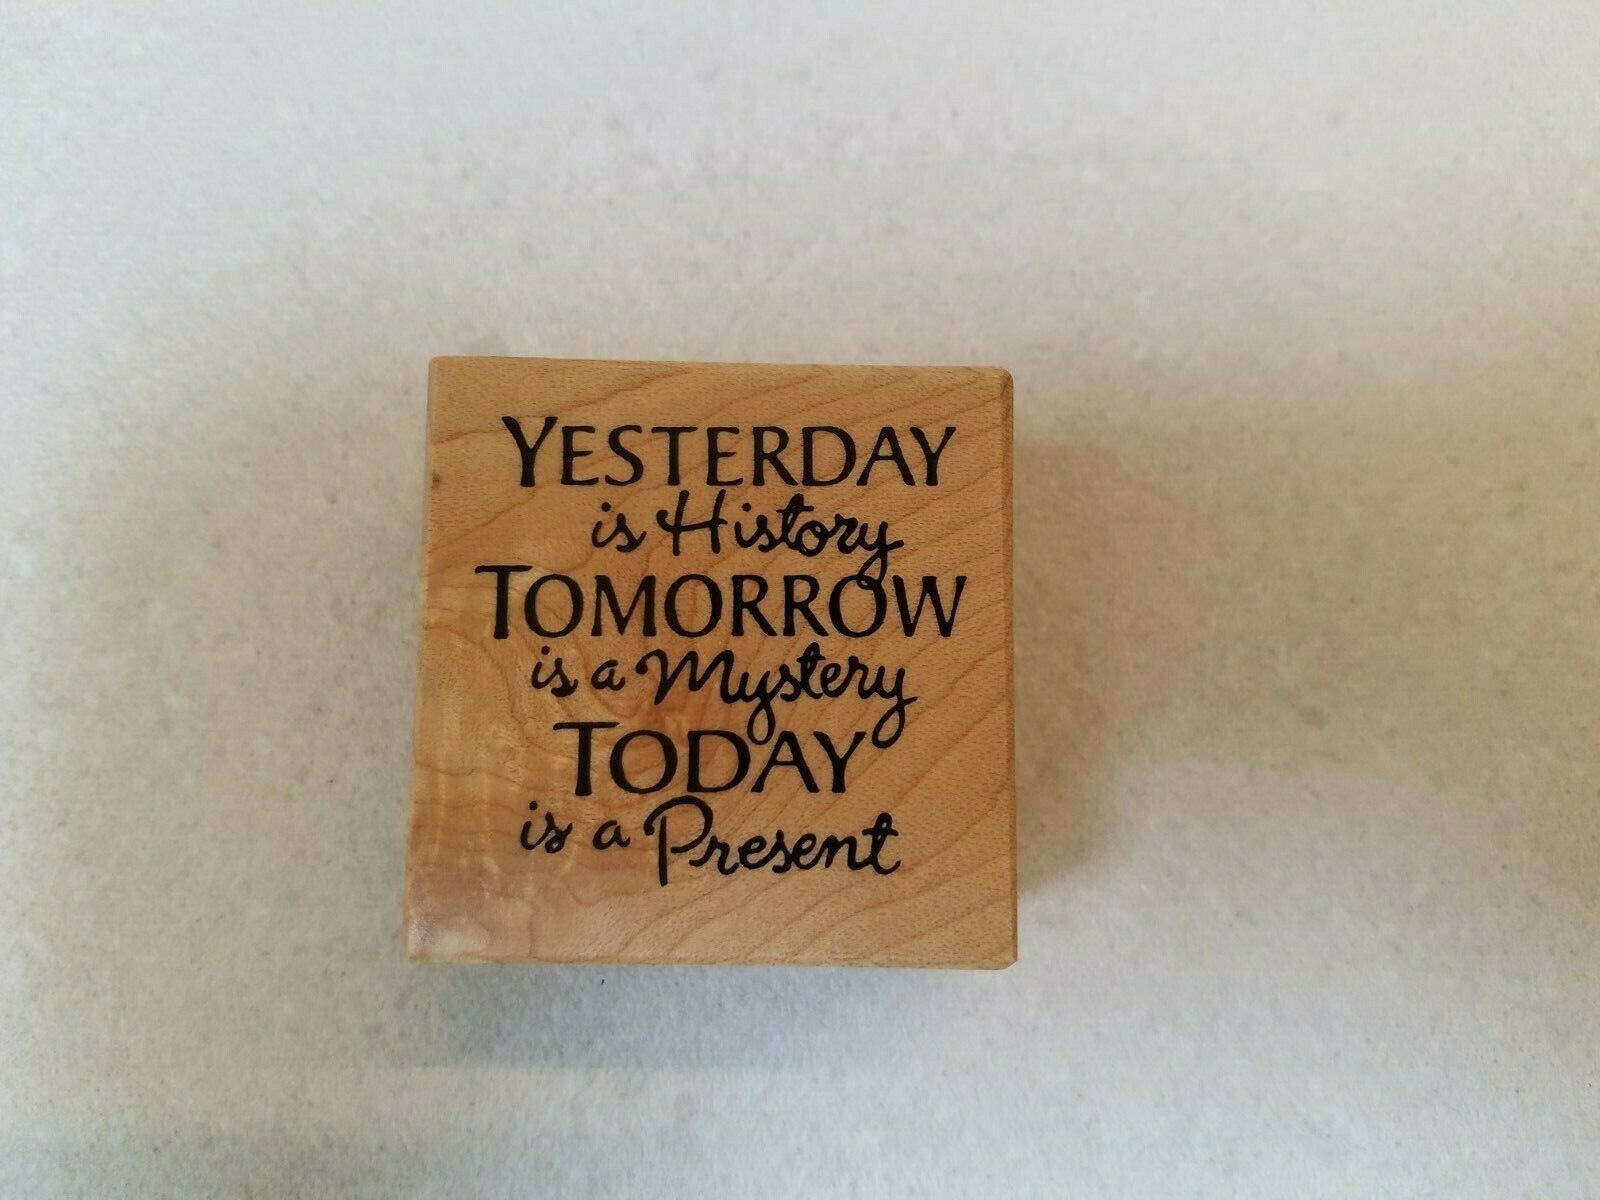 YESTERDAY
is History
TOMORROW
is a Mystery
TODAY
is a Present